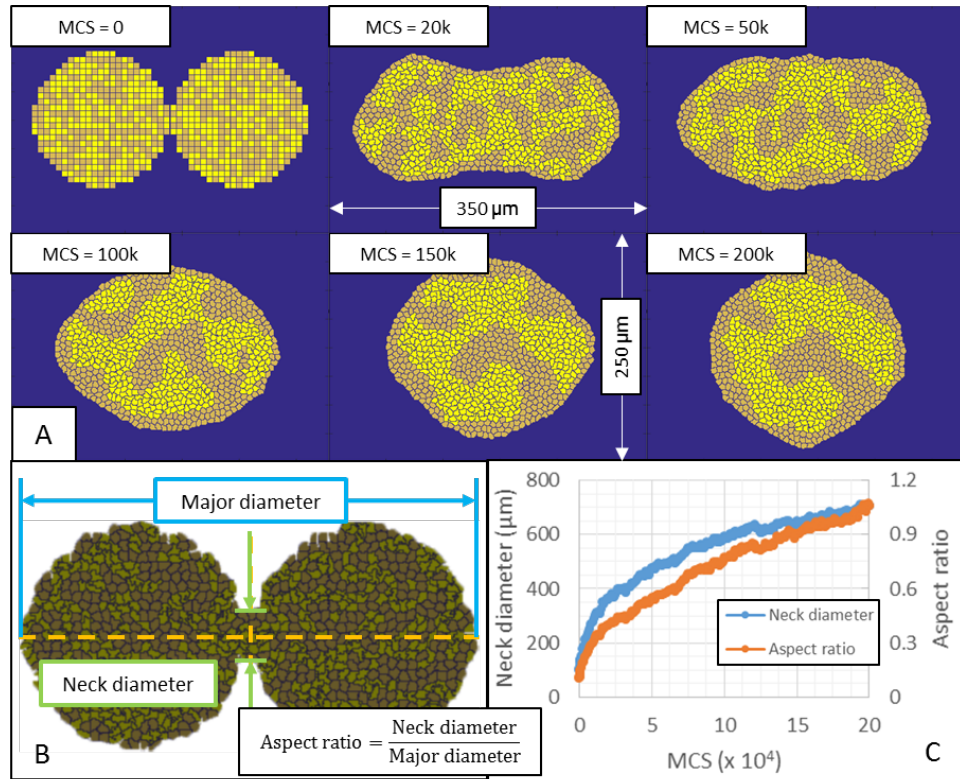 MCS = 0
MCS = 20k
MCS = 50k
350 µm
MCS = 100k
MCS = 150k
MCS = 200k
250 µm
A
Major diameter
Neck diameter
Aspect ratio = Neck diameter
Major diameter
B
800
600
400
200
0
Neck diameter (µm)
1.2
0.9
0.6
0.3
0
Aspect ratio
Neck diameter
Aspect ratio
0 5 10 15 20
MCS (x 10⁴)
C